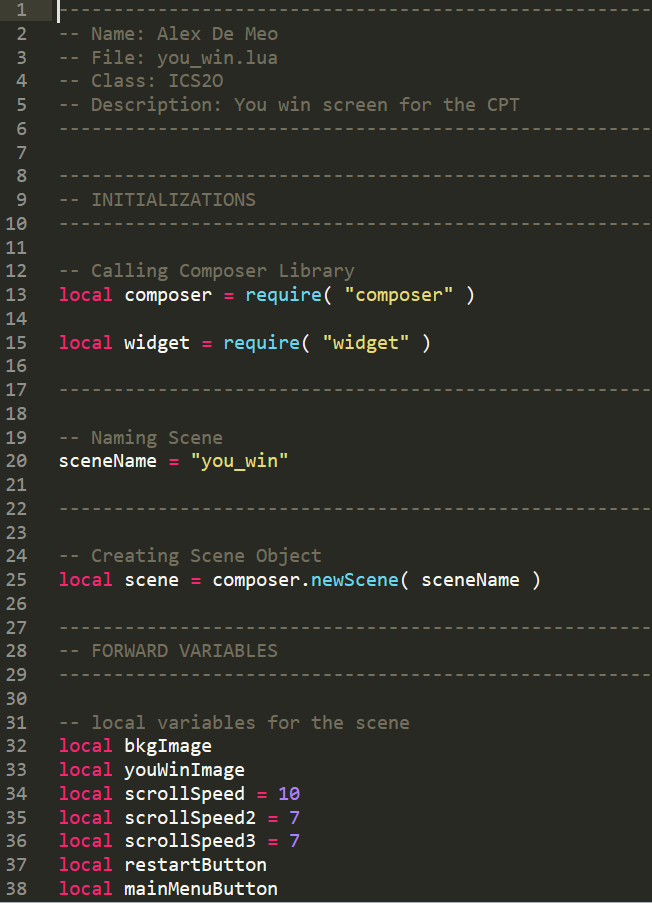 1 ------------------------------------------------------
2 -- Name: Alex De Meo
3 -- File: you_win.lua
4 -- Class: ICS2O
5 -- Description: You win screen for the CPT
6 ------------------------------------------------------
7
8 ------------------------------------------------------
9 -- INITIALIZATIONS
10 ------------------------------------------------------
11
12 -- Calling Composer Library
13 local composer = require( "composer" )
14
15 local widget = require( "widget" )
16
17 ------------------------------------------------------
18
19 -- Naming Scene
20 sceneName = "you_win"
21
22 ------------------------------------------------------
23
24 -- Creating Scene Object
25 local scene = composer.newScene( sceneName )
26
27 ------------------------------------------------------
28 -- FORWARD VARIABLES
29 ------------------------------------------------------
30
31 -- local variables for the scene
32 local bkgImage
33 local youWinImage
34 local scrollSpeed = 10
35 local scrollSpeed2 = 7
36 local scrollSpeed3 = 7
37 local restartButton
38 local mainMenuButton